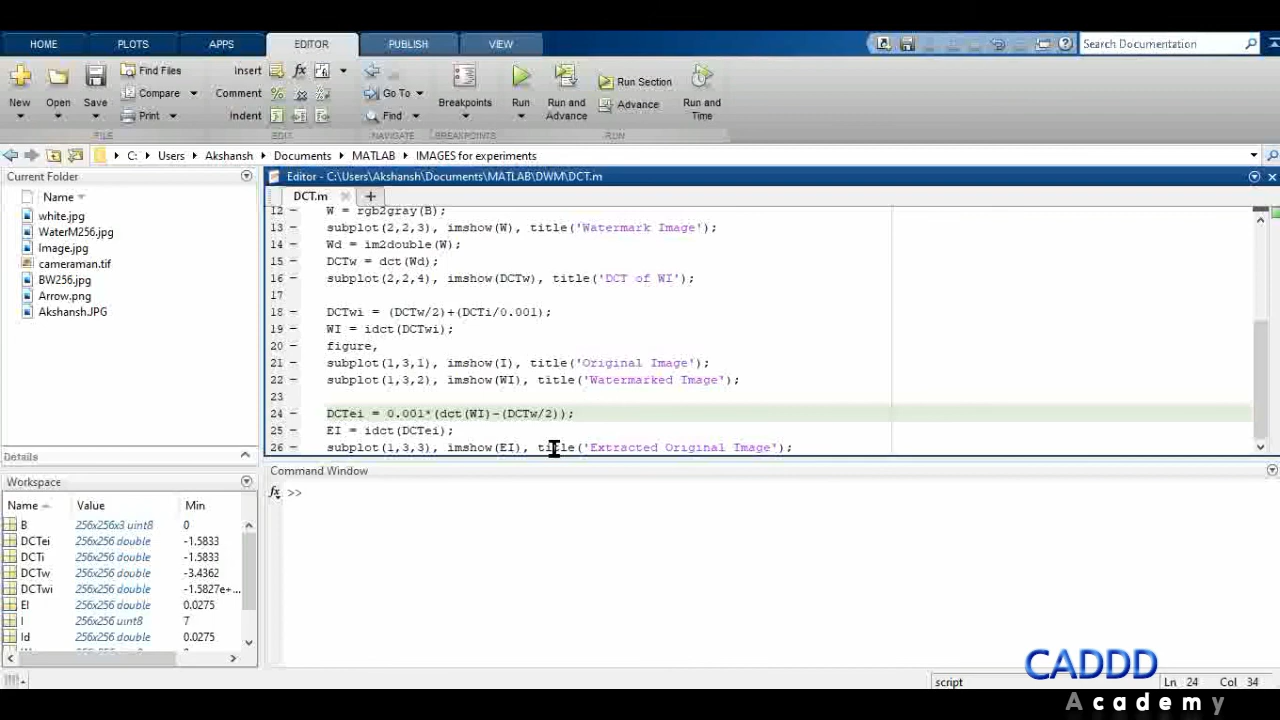 HOME PLOTS APPS EDITOR PUBLISH VIEW Search Documentation
New Open Save Find Files Compare Print Insert fx Comment % Indent Go To Find Breakpoints Run Run and Advance Run Section Advance Run and Time
FILE EDIT NAVIGATE BREAKPOINTS RUN
C: Users Akshansh Documents MATLAB IMAGES for experiments
Current Folder
Name
white.jpg
WaterM256.jpg
Image.jpg
cameraman.tif
BW256.jpg
Arrow.png
Akshansh.JPG
Details
Workspace
Name Value Min
B 256x256x3 uint8 0
DCTei 256x256 double -1.5833
DCTi 256x256 double -1.5833
DCTw 256x256 double -3.4362
DCTwi 256x256 double -1.5827e+...
EI 256x256 double 0.0275
I 256x256 uint8 7
Id 256x256 double 0.0275
Editor - C:\Users\Akshansh\Documents\MATLAB\DWM\DCT.m
DCT.m
12 - W = rgb2gray(B);
13 - subplot(2,2,3), imshow(W), title('Watermark Image');
14 - Wd = im2double(W);
15 - DCTw = dct(Wd);
16 - subplot(2,2,4), imshow(DCTw), title('DCT of WI');
17
18 - DCTwi = (DCTw/2)+(DCTi/0.001);
19 - WI = idct(DCTwi);
20 - figure,
21 - subplot(1,3,1), imshow(I), title('Original Image');
22 - subplot(1,3,2), imshow(WI), title('Watermarked Image');
23
24 - DCTei = 0.001*(dct(WI)-(DCTw/2));
25 - EI = idct(DCTei);
26 - subplot(1,3,3), imshow(EI), title('Extracted Original Image');
Command Window
fx >>
script Ln 24 Col 34
CADDD
Academy